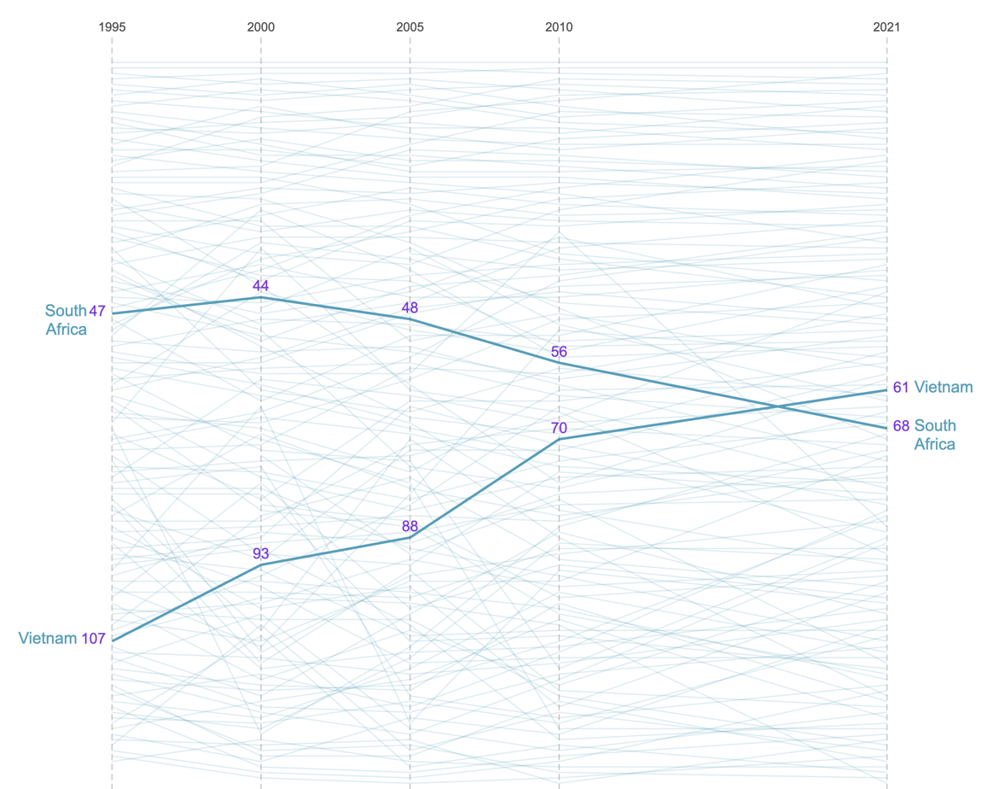 1995 2000 2005 2010 2021
44
South 47
Africa
48
56
61 Vietnam
68 South
Africa
70
88
93
Vietnam 107